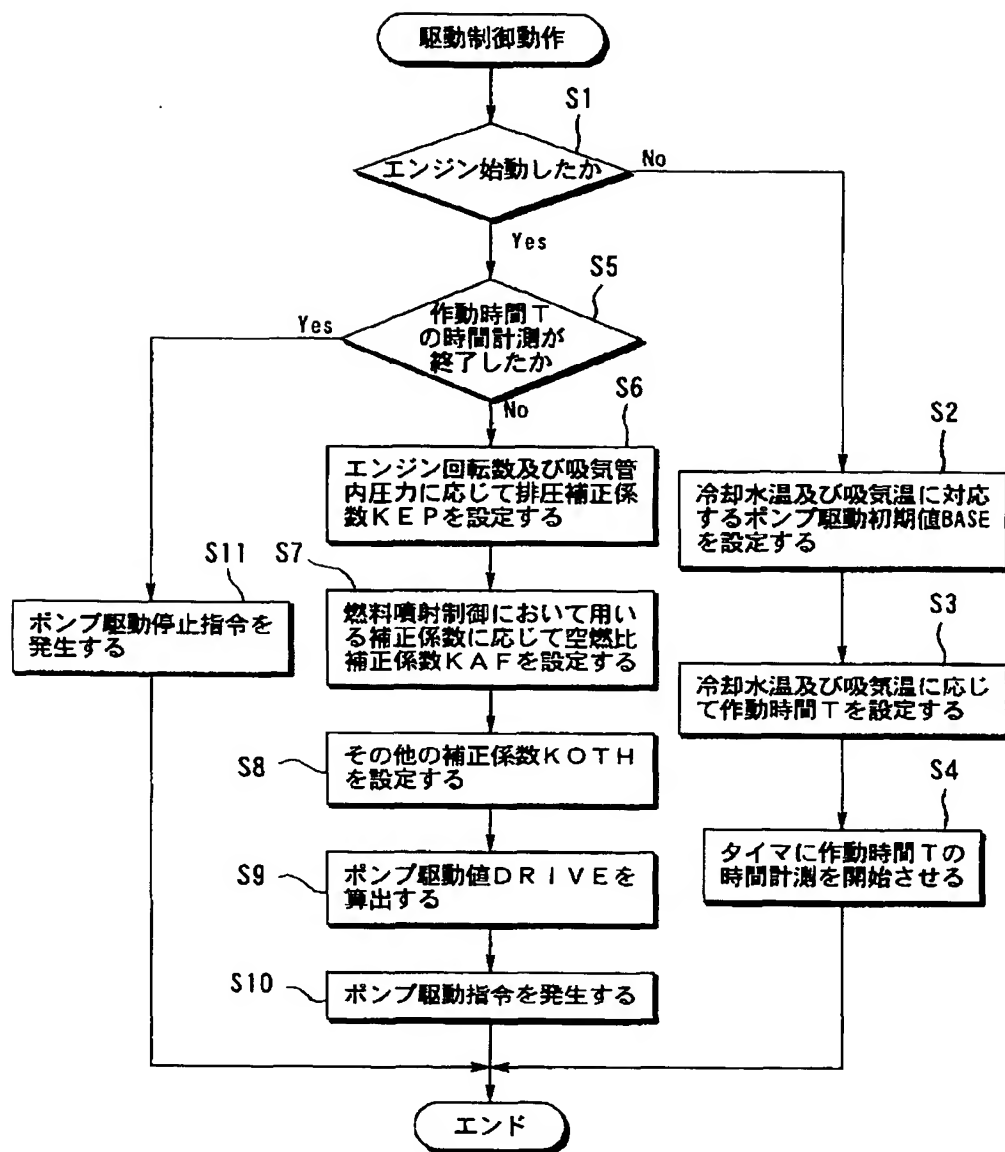 駆動制御動作
S1
エンジン始動したか
No
Yes
S5
作動時間T
の時間計測が
終了したか
Yes
No
S6
エンジン回転数及び吸気管
内圧力に応じて排圧補正係
数KEPを設定する
S2
冷却水温及び吸気温に対応
するポンプ駆動初期値BASE
を設定する
S11
ポンプ駆動停止指令を
発生する
S7
燃料噴射制御において用い
る補正係数に応じて空燃比
補正係数KAFを設定する
S3
冷却水温及び吸気温に応じ
て作動時間Tを設定する
S8
その他の補正係数KOTH
を設定する
S4
タイマに作動時間Tの
時間計測を開始させる
S9
ポンプ駆動値DRIVEを
算出する
S10
ポンプ駆動指令を発生する
エンド